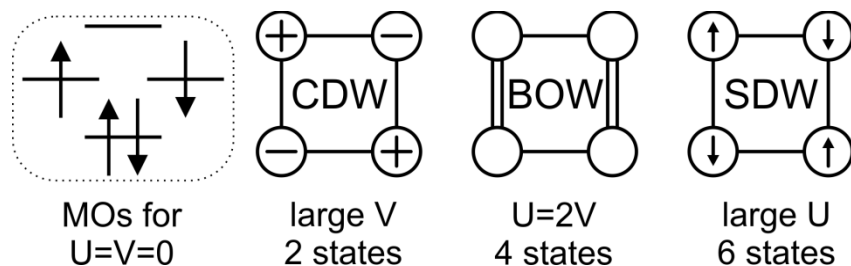 + −
CDW
− +
BOW
SDW
MOs for
U=V=0
large V
2 states
U=2V
4 states
large U
6 states